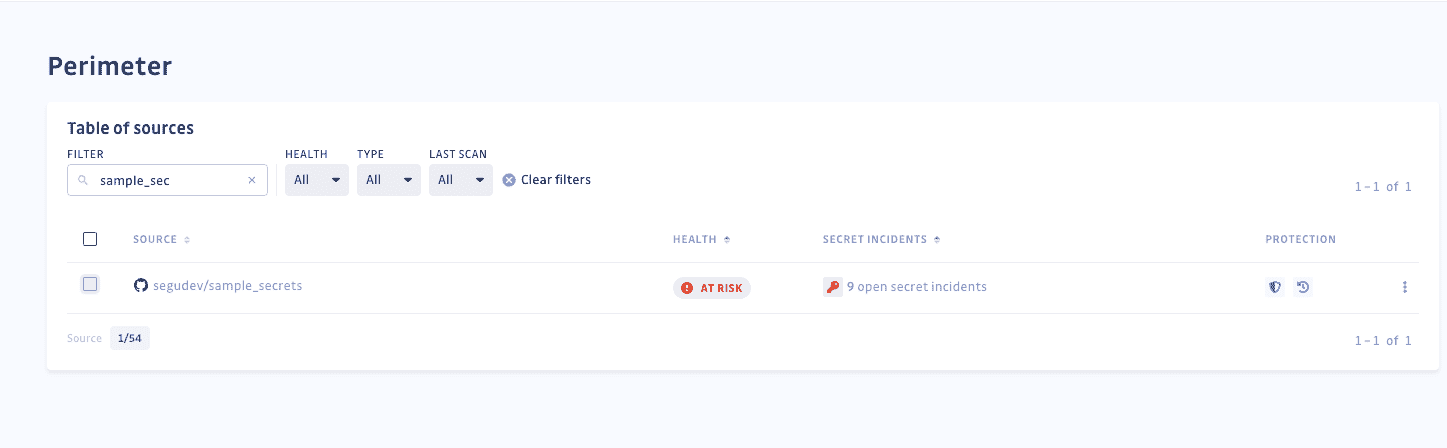 Perimeter
Table of sources
FILTER HEALTH TYPE LAST SCAN
sample_sec All All All Clear filters
1–1 of 1
SOURCE HEALTH SECRET INCIDENTS PROTECTION
segudev/sample_secrets AT RISK 9 open secret incidents
Source 1/54
1–1 of 1